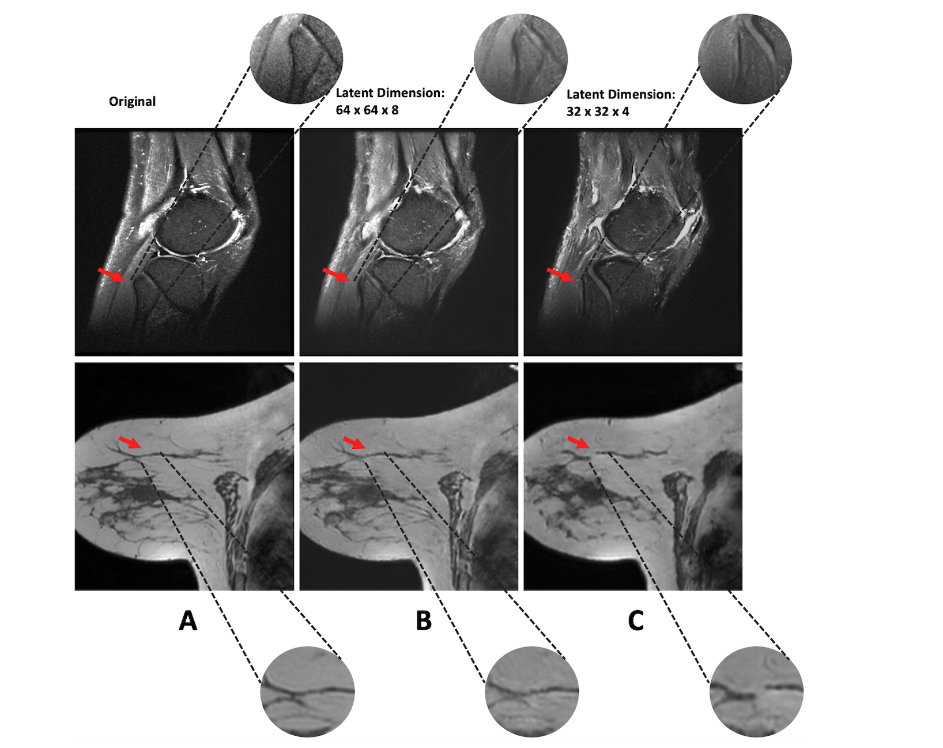 Original
Latent Dimension:
64 x 64 x 8
Latent Dimension:
32 x 32 x 4
A
B
C